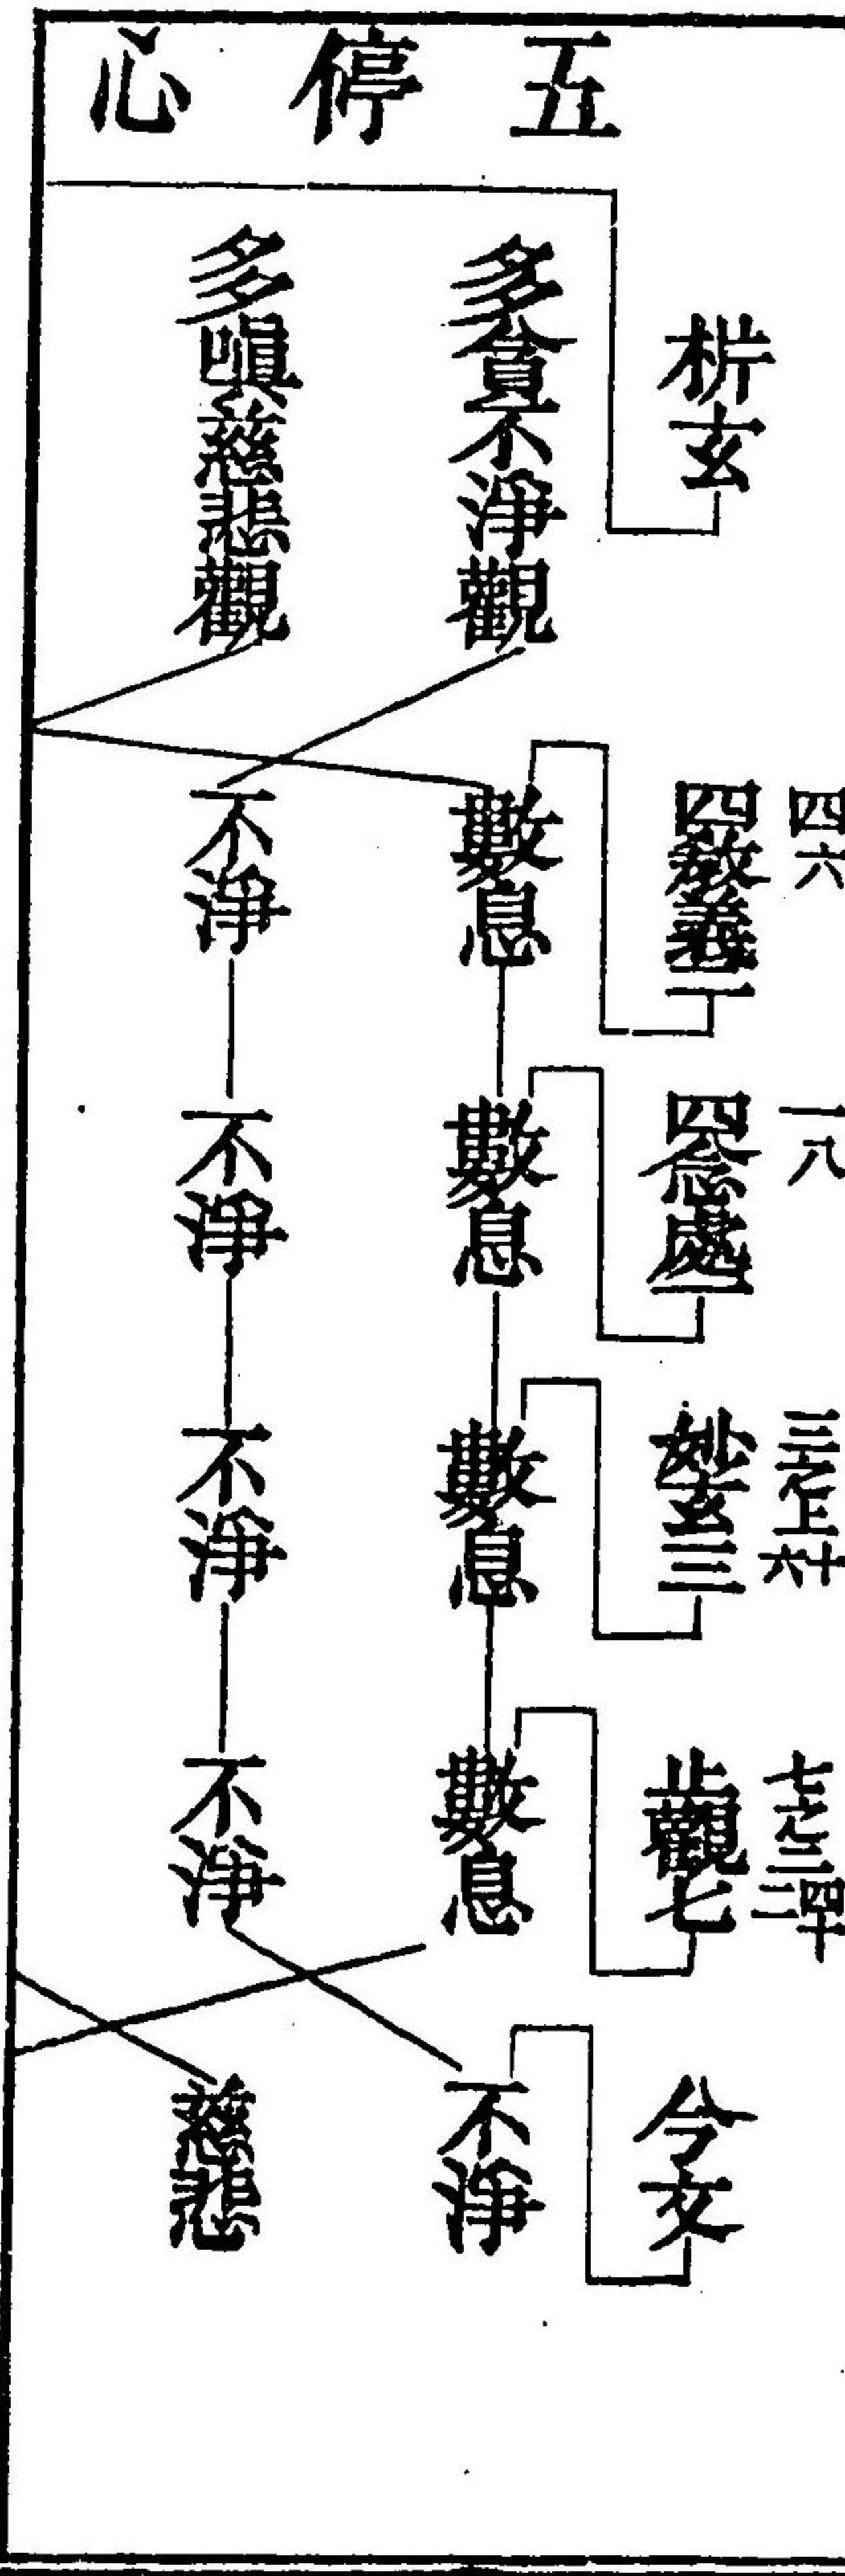 五停心
析玄
四六
四教義一
一八
四念處一
三之上十六
妙玄三
七之三四十二
止觀七
今文
多貪不淨觀
數息
數息
數息
數息
不淨
多嗔慈悲觀
不淨
不淨
不淨
不淨
慈悲